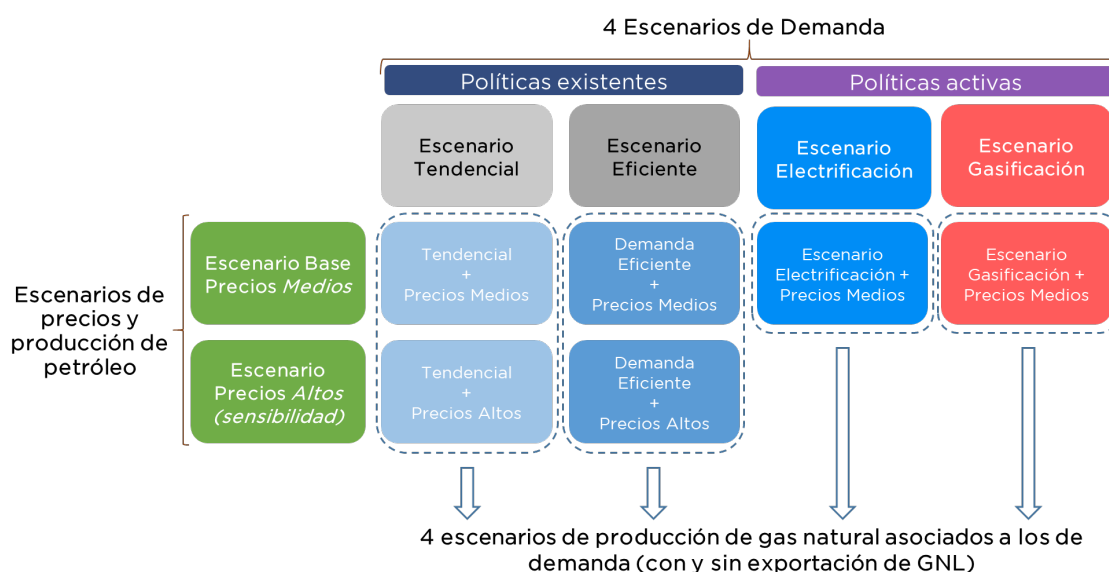 4 Escenarios de Demanda
Políticas existentes
Políticas activas
Escenario
Tendencial
Escenario
Eficiente
Escenario
Electrificación
Escenario
Gasificación
Escenarios de
precios y
producción de
petróleo
Escenario Base
Precios Medios
Tendencial
+
Precios Medios
Demanda
Eficiente
+
Precios Medios
Escenario
Electrificación +
Precios Medios
Escenario
Gasificación +
Precios Medios
Escenario
Precios Altos
(sensibilidad)
Tendencial
+
Precios Altos
Demanda
Eficiente
+
Precios Altos
4 escenarios de producción de gas natural asociados a los de
demanda (con y sin exportación de GNL)